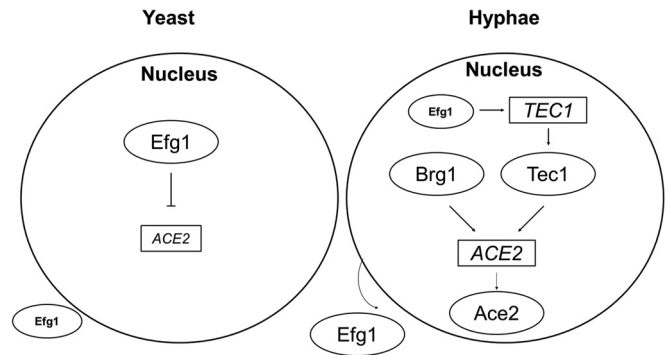 Yeast
Nucleus
Efg1
ACE2
Efg1
Hyphae
Nucleus
Efg1
TEC1
Brg1
Tec1
ACE2
Ace2
Efg1